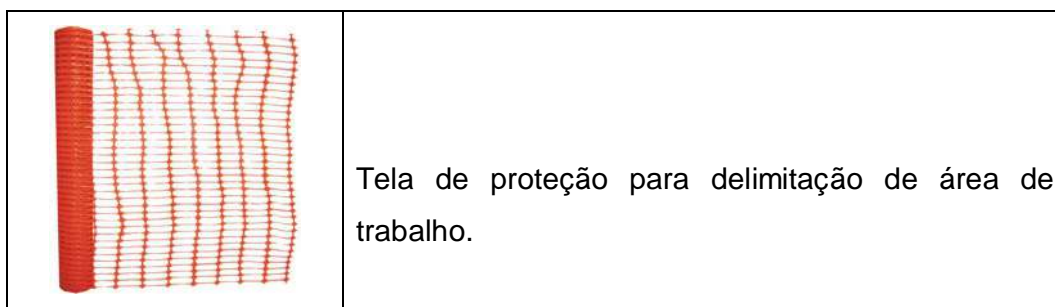 Tela de proteção para delimitação de área de
trabalho.